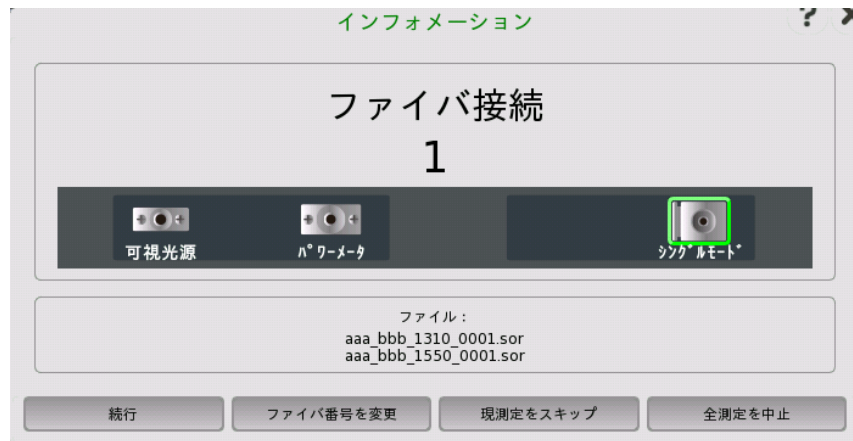 インフォメーション
?
ファイバ接続
1
可視光源
パワーメータ
シングルモード
ファイル:
aaa_bbb_1310_0001.sor
aaa_bbb_1550_0001.sor
続行
ファイバ番号を変更
現測定をスキップ
全測定を中止